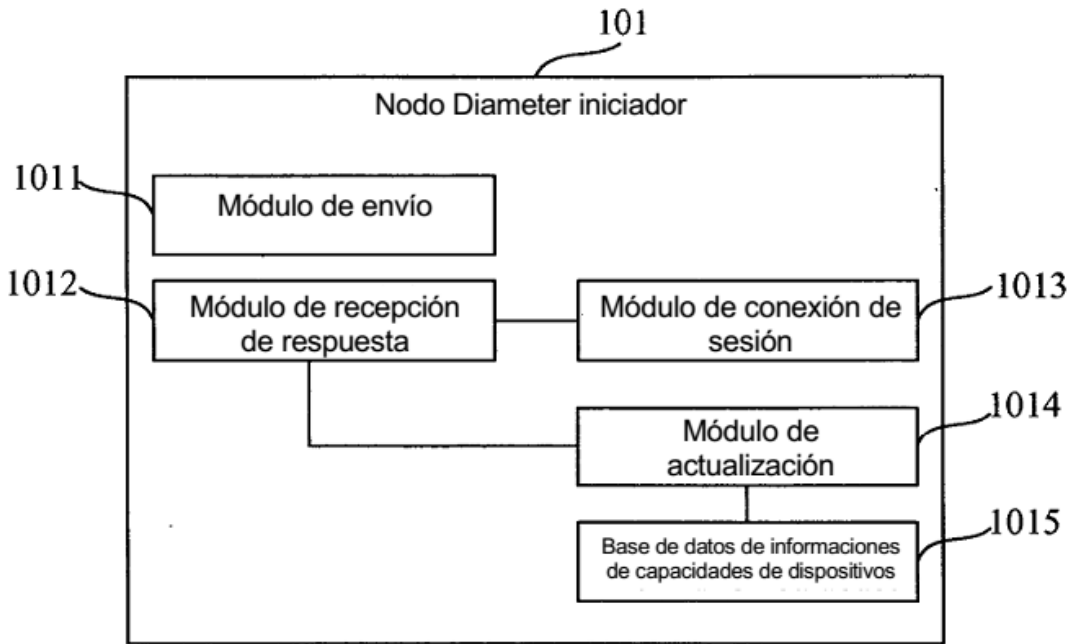 101
Nodo Diameter iniciador
1011
Módulo de envío
1012
Módulo de recepción
de respuesta
Módulo de conexión de
sesión
1013
Módulo de
actualización
1014
Base de datos de informaciones
de capacidades de dispositivos
1015